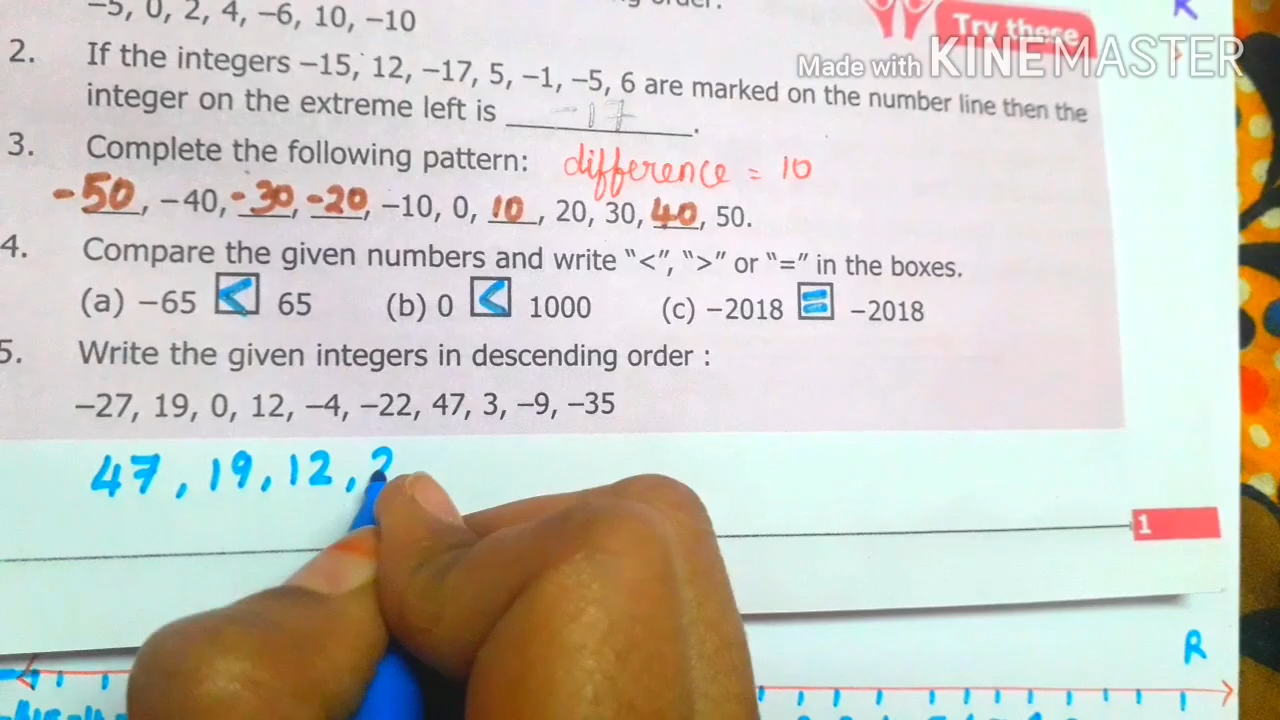 −5, 0, 2, 4, −6, 10, −10
Try these
R
Made with KINEMASTER
2. If the integers −15, 12, −17, 5, −1, −5, 6 are marked on the number line then the
integer on the extreme left is −17.
3. Complete the following pattern: difference = 10
-50, −40, -30, -20, −10, 0, 10, 20, 30, 40, 50.
4. Compare the given numbers and write “<”, “>” or “=” in the boxes.
(a) −65 < 65 (b) 0 < 1000 (c) −2018 = −2018
5. Write the given integers in descending order :
−27, 19, 0, 12, −4, −22, 47, 3, −9, −35
47, 19, 12,
1
R